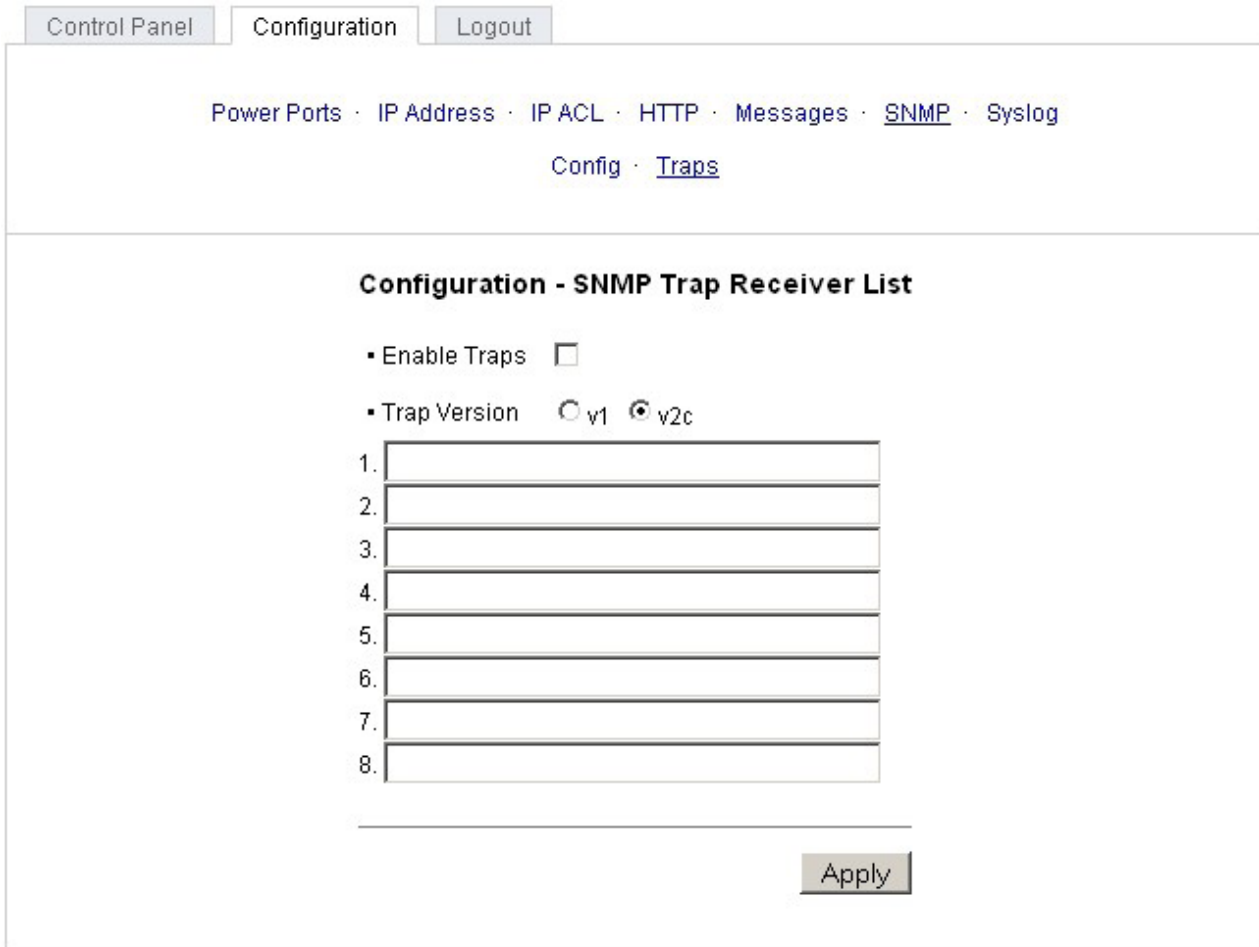 Control Panel Configuration Logout
Power Ports · IP Address · IP ACL · HTTP · Messages · SNMP · Syslog
Config · Traps
Configuration - SNMP Trap Receiver List
▪ Enable Traps
▪ Trap Version v1 v2c
1.
2.
3.
4.
5.
6.
7.
8.
Apply